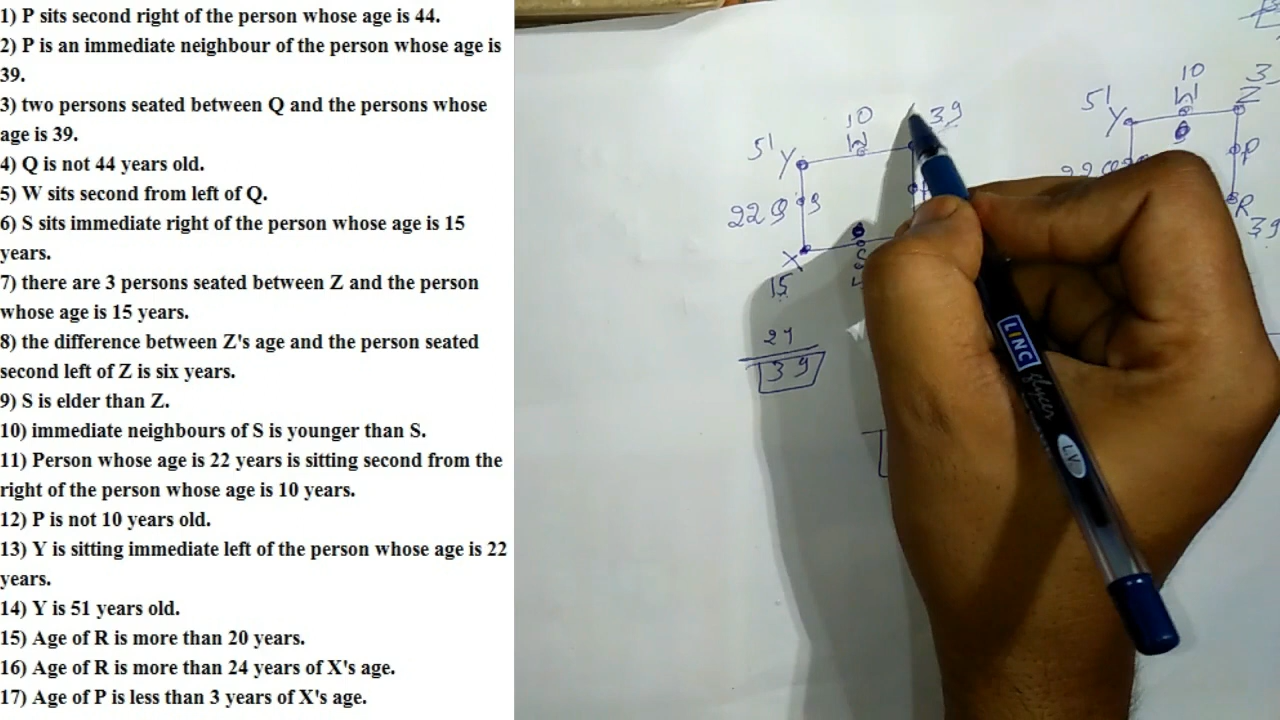 1) P sits second right of the person whose age is 44.
2) P is an immediate neighbour of the person whose age is
39.
3) two persons seated between Q and the persons whose
age is 39.
4) Q is not 44 years old.
5) W sits second from left of Q.
6) S sits immediate right of the person whose age is 15
years.
7) there are 3 persons seated between Z and the person
whose age is 15 years.
8) the difference between Z's age and the person seated
second left of Z is six years.
9) S is elder than Z.
10) immediate neighbours of S is younger than S.
11) Person whose age is 22 years is sitting second from the
right of the person whose age is 10 years.
12) P is not 10 years old.
13) Y is sitting immediate left of the person whose age is 22
years.
14) Y is 51 years old.
15) Age of R is more than 20 years.
16) Age of R is more than 24 years of X's age.
17) Age of P is less than 3 years of X's age.
10
39
51 Y W
22 Q
X
15
39
10
51 Y W Z
P
22
R
39
LINC
glycer
LV